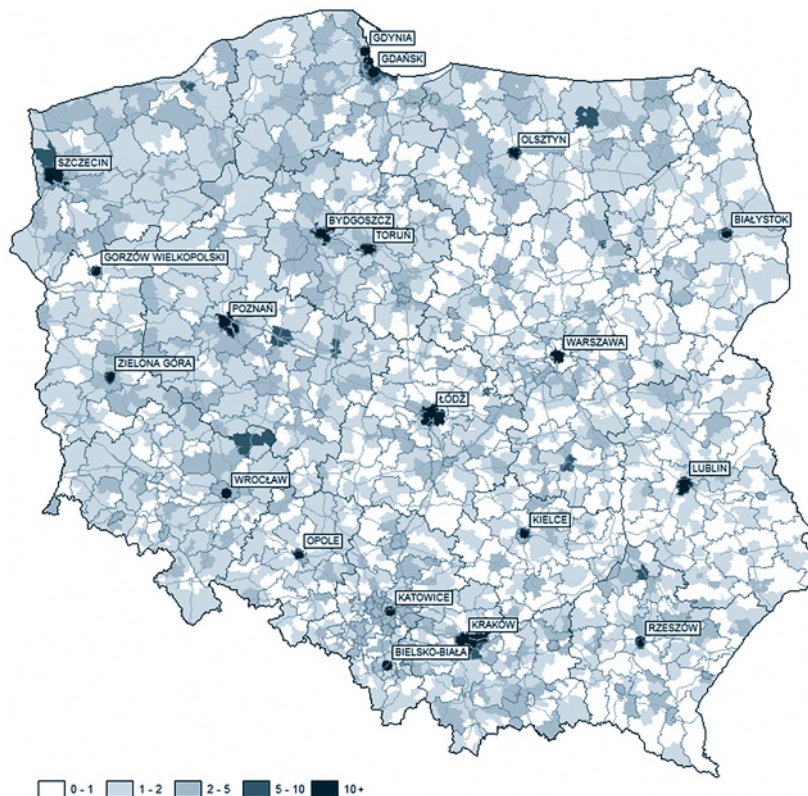 GDYNIA
GDAŃSK
OLSZTYN
SZCZECIN
BYDGOSZCZ
BIAŁYSTOK
TORUŃ
GORZÓW WIELKOPOLSKI
POZNAŃ
WARSZAWA
ZIELONA GÓRA
ŁÓDŹ
LUBLIN
WROCŁAW
KIELCE
OPOLE
KATOWICE
KRAKÓW
RZESZÓW
BIELSKO-BIAŁA
0 - 1 1 - 2 2 - 5 5 - 10 10+